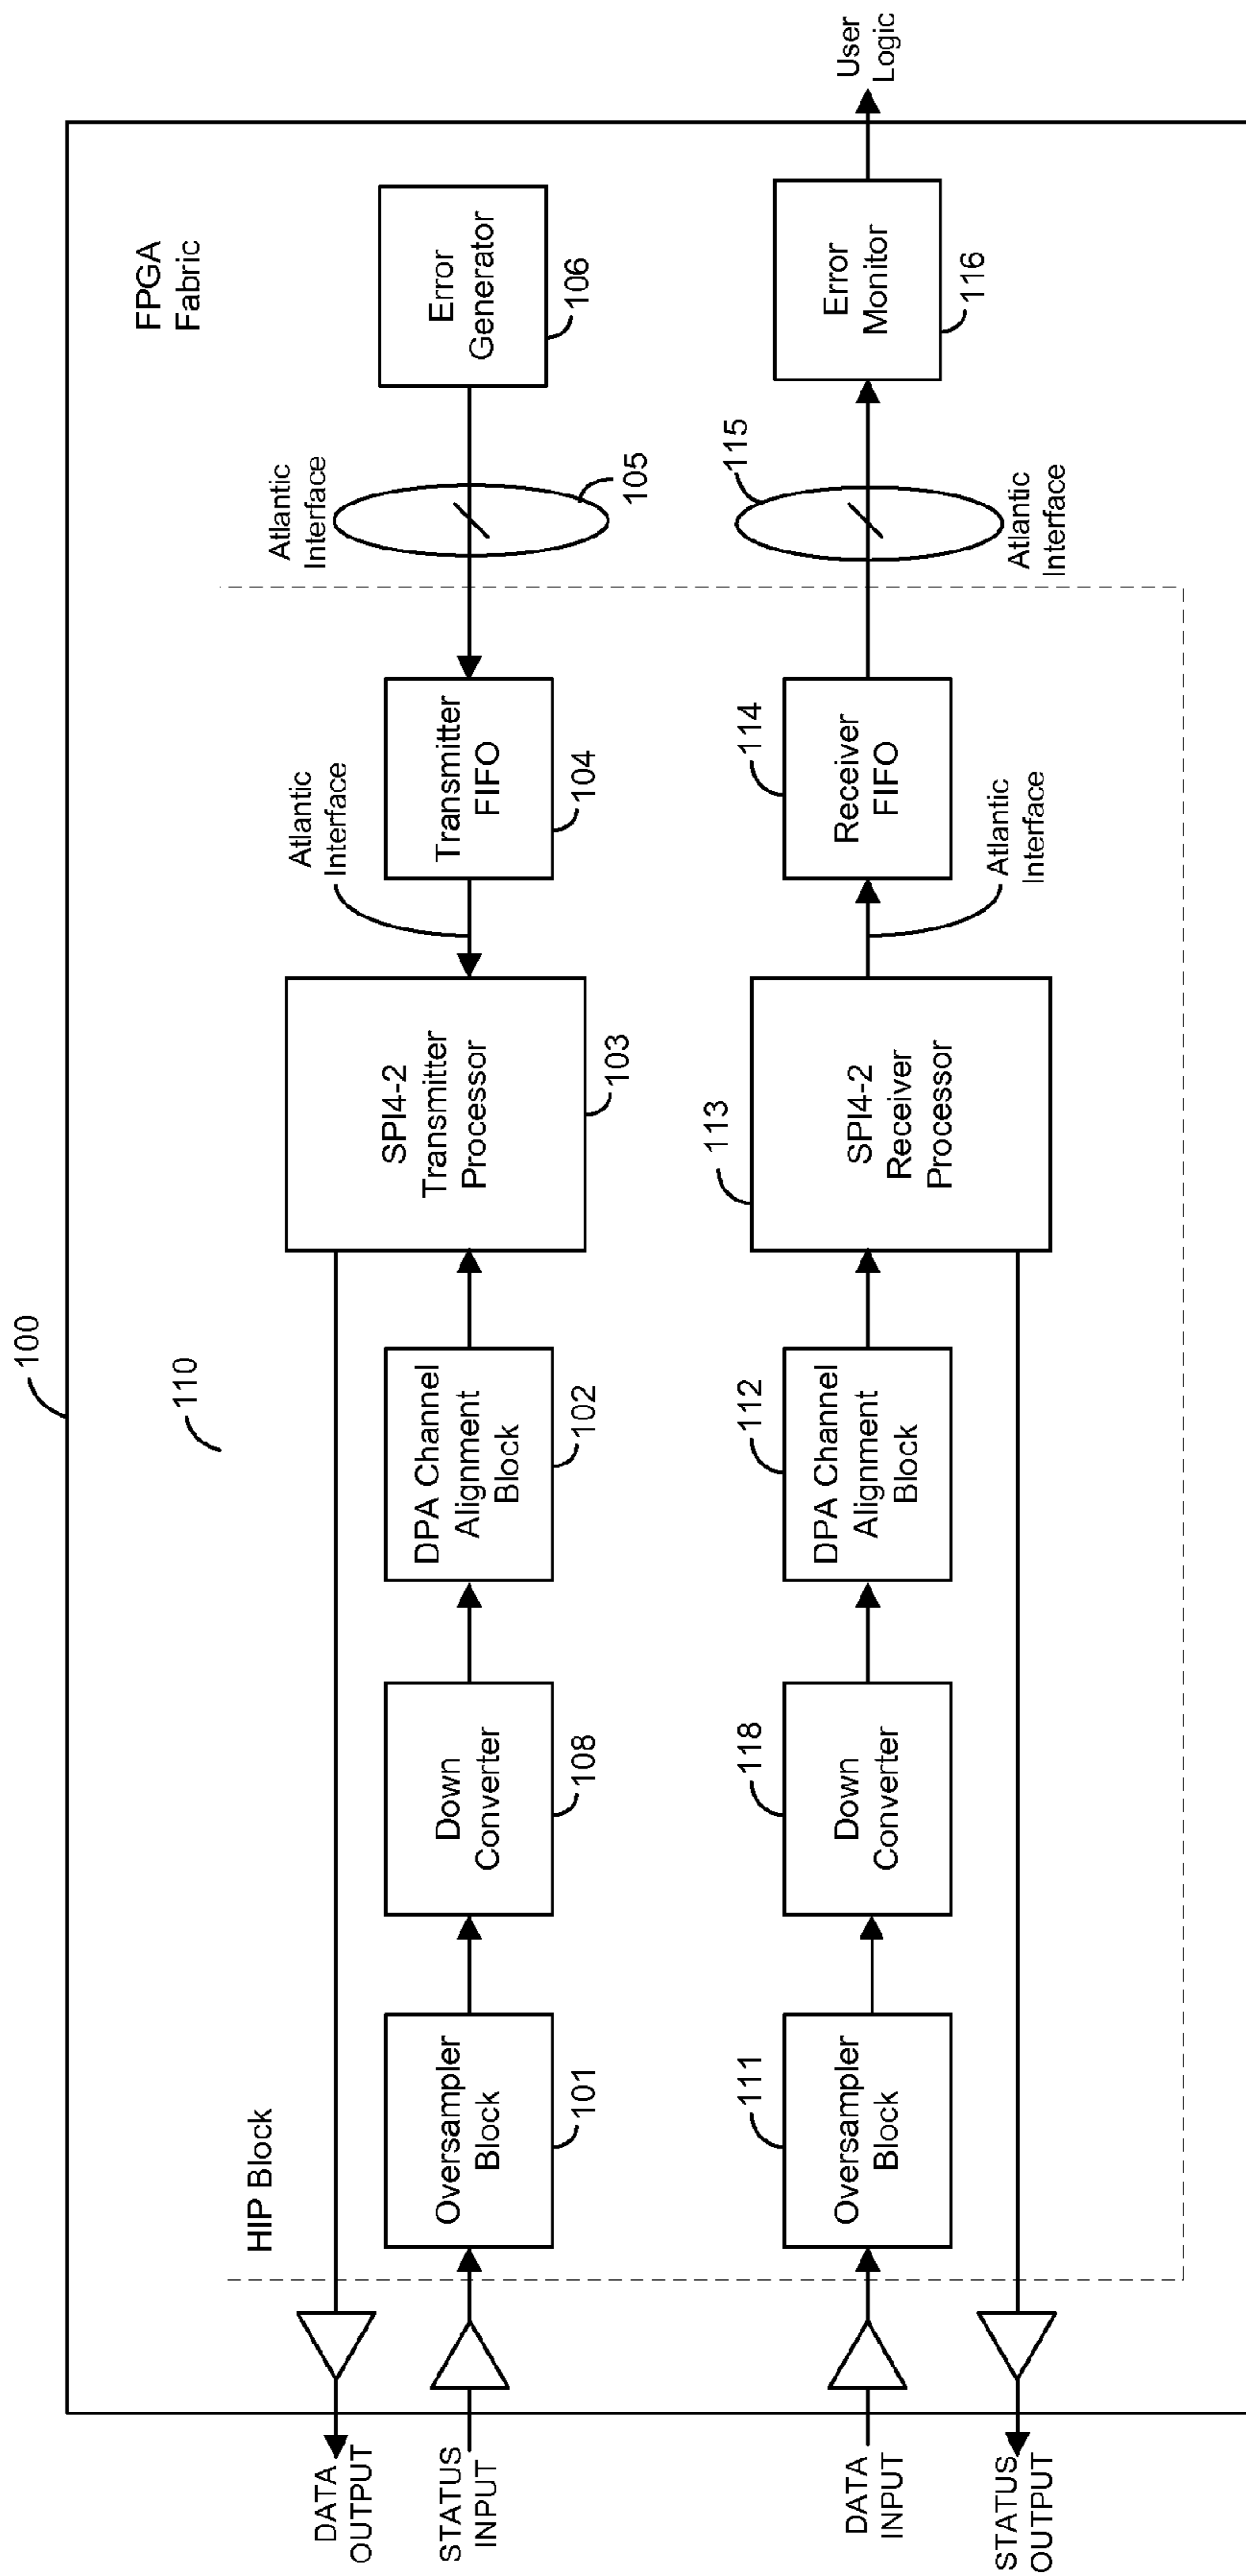 100
110
FPGA
Fabric
HIP Block
DATA
OUTPUT
STATUS
INPUT
Oversampler
Block
101
Down
Converter
108
DPA Channel
Alignment
Block
102
SPI4-2
Transmitter
Processor
103
Atlantic
Interface
Transmitter
FIFO
104
Atlantic
Interface
105
Error
Generator
106
DATA
INPUT
STATUS
OUTPUT
111
Oversampler
Block
118
Down
Converter
112
DPA Channel
Alignment
Block
113
SPI4-2
Receiver
Processor
Atlantic
Interface
114
Receiver
FIFO
115
Atlantic
Interface
Error
Monitor
116
User
Logic